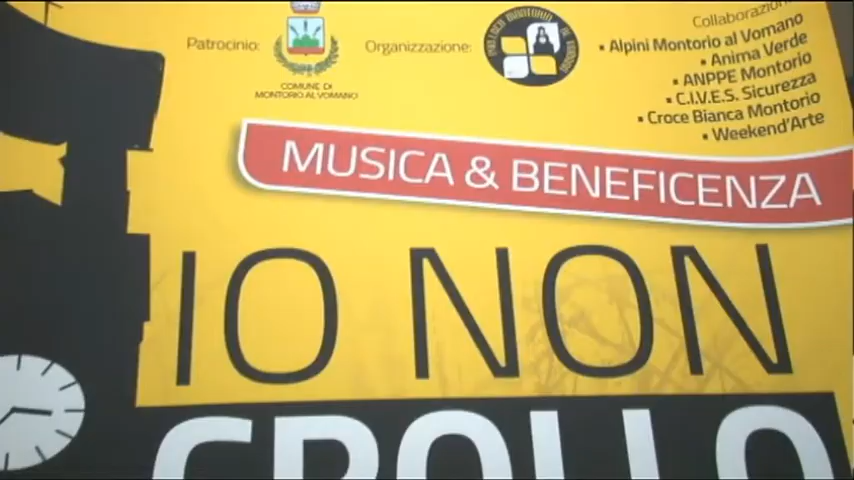 Patrocinio:
COMUNE DI
MONTORIO AL VOMANO
Organizzazione:
Collaborazioni
▪ Alpini Montorio al Vomano
▪ Anima Verde
▪ ANPPE Montorio
▪ C.I.V.E.S. Sicurezza
▪ Croce Bianca Montorio
▪ Weekend'Arte
MUSICA & BENEFICENZA
IO NON
CROLLO